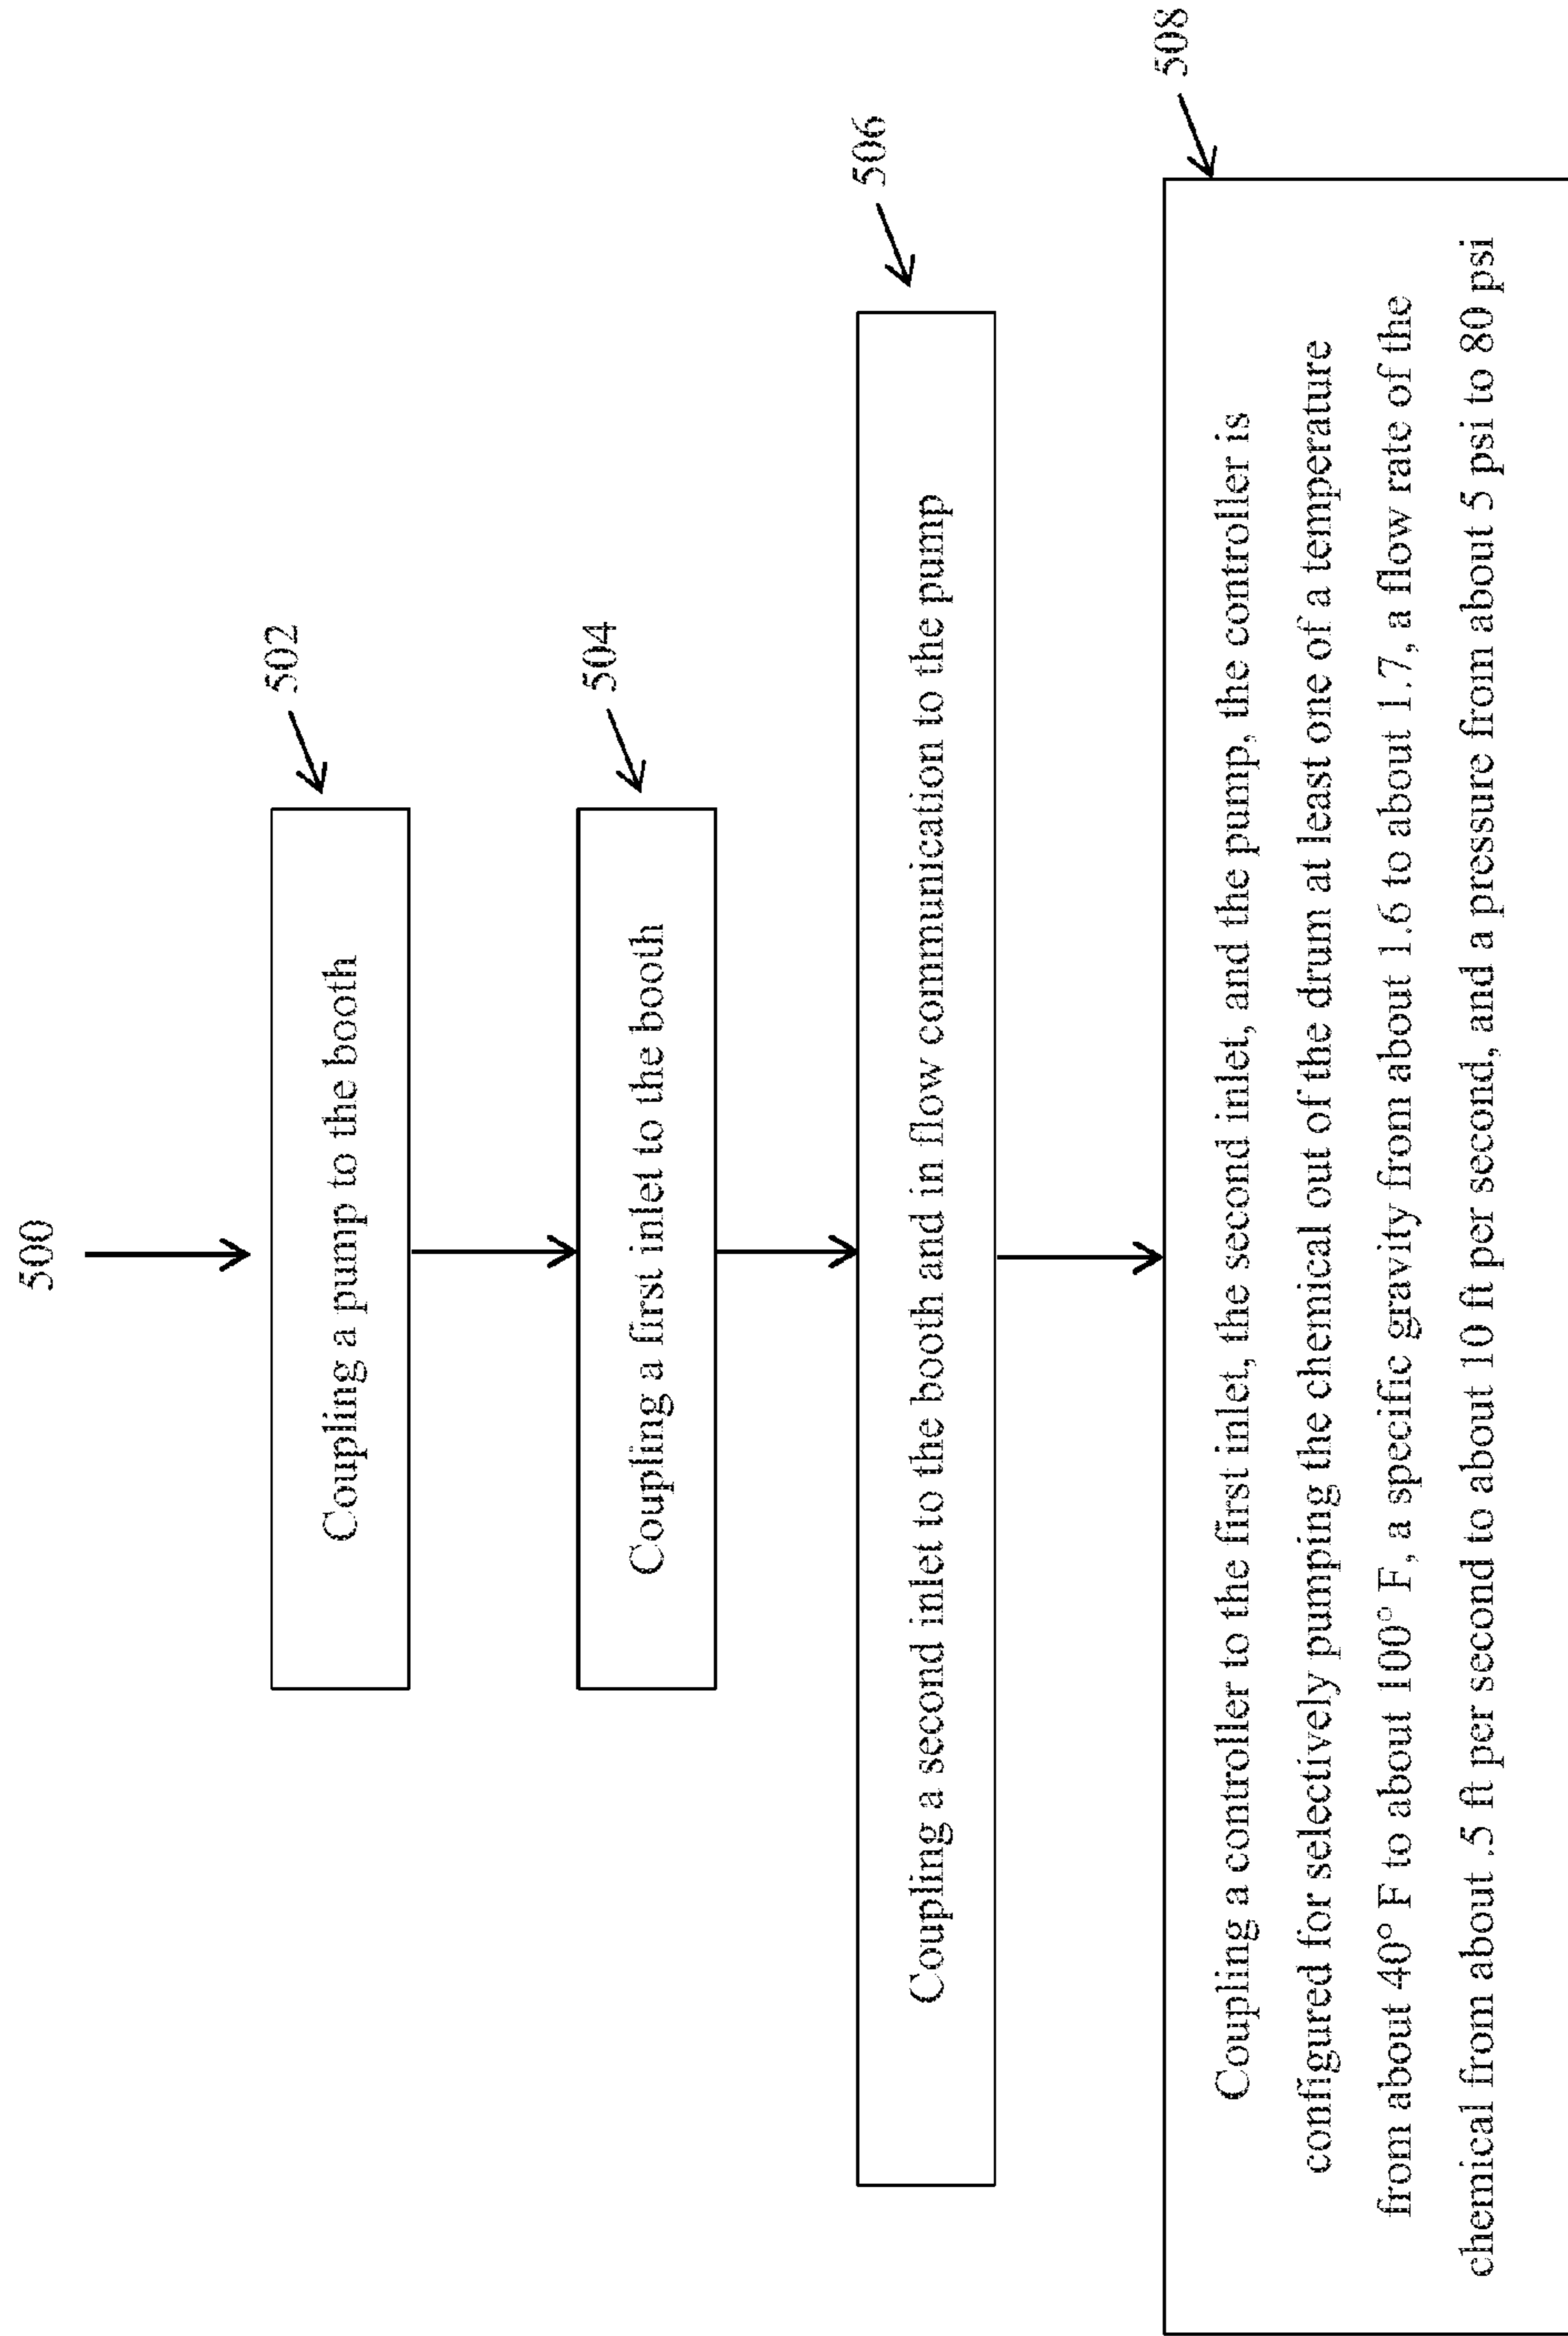 500
502
Coupling a pump to the booth
504
Coupling a first inlet to the booth
506
Coupling a second inlet to the booth and in flow communication to the pump
508
Coupling a controller to the first inlet, the second inlet, and the pump, the controller is
configured for selectively pumping the chemical out of the drum at least one of a temperature
from about 40° F to about 100° F, a specific gravity from about 1.6 to about 1.7, a flow rate of the
chemical from about .5 ft per second to about 10 ft per second, and a pressure from about 5 psi to 80 psi